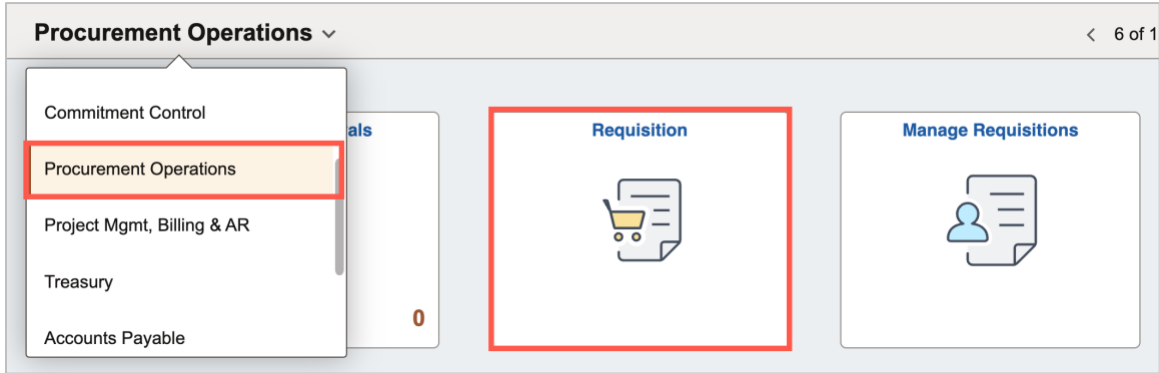 Procurement Operations
6 of 1
Commitment Control
Procurement Operations
Project Mgmt, Billing & AR
Treasury
Accounts Payable
als
0
Requisition
Manage Requisitions